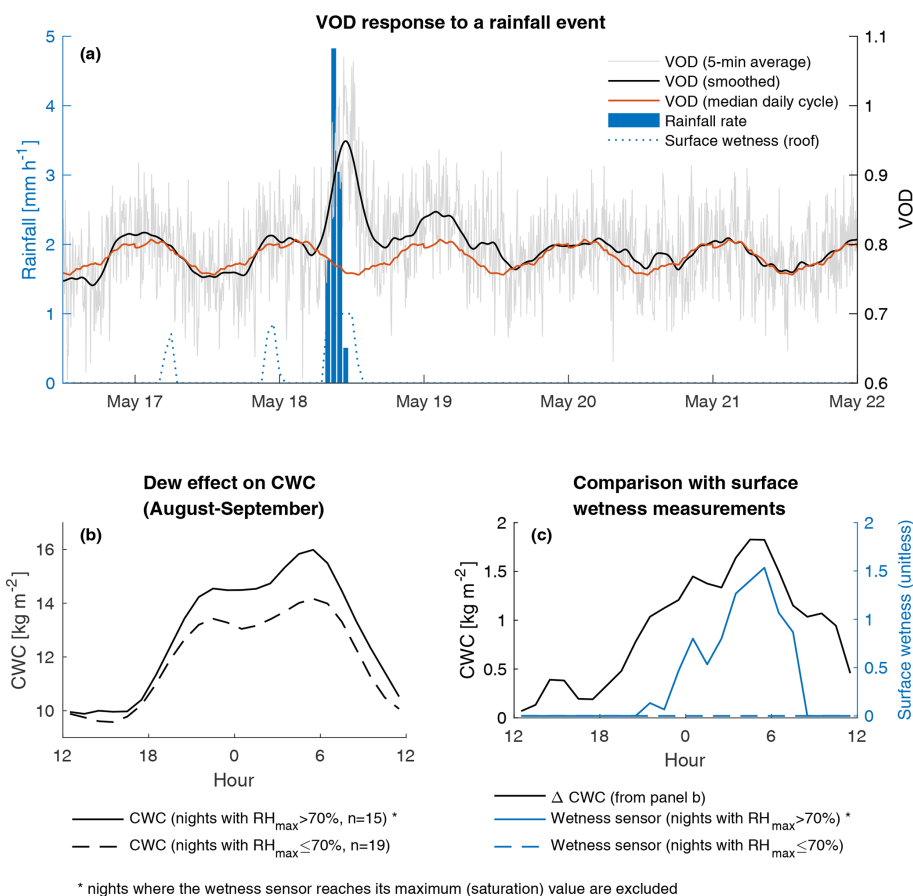 VOD response to a rainfall event
(a)
VOD (5-min average)
VOD (smoothed)
VOD (median daily cycle)
Rainfall rate
Surface wetness (roof)
Rainfall [mm h-1]
5
4
3
2
1
0
VOD
1.1
1
0.9
0.8
0.7
0.6
May 17 May 18 May 19 May 20 May 21 May 22
Dew effect on CWC
(August-September)
(b)
CWC [kg m-2]
16
14
12
10
12 18 0 6 12
Hour
CWC (nights with RHmax>70%, n=15) *
CWC (nights with RHmax≤70%, n=19)
Comparison with surface
wetness measurements
(c)
CWC [kg m-2]
2
1.5
1
0.5
0
Surface wetness (unitless)
2
1.5
1
0.5
0
12 18 0 6 12
Hour
Δ CWC (from panel b)
Wetness sensor (nights with RHmax>70%) *
Wetness sensor (nights with RHmax≤70%)
* nights where the wetness sensor reaches its maximum (saturation) value are excluded